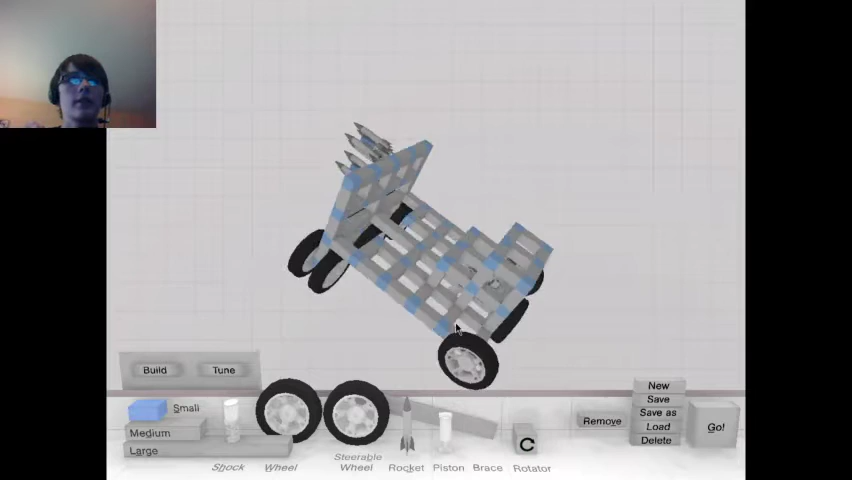 Build Tune
Small
Medium
Large
Shock Wheel Steerable Wheel Rocket Piston Brace Rotator
C
Remove
New
Save
Save as
Load
Delete
Go!